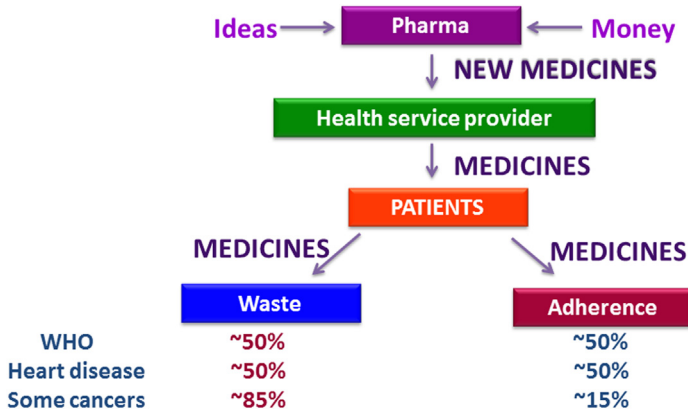 Ideas Pharma Money
NEW MEDICINES
Health service provider
MEDICINES
PATIENTS
MEDICINES MEDICINES
Waste Adherence
WHO ~50% ~50%
Heart disease ~50% ~50%
Some cancers ~85% ~15%